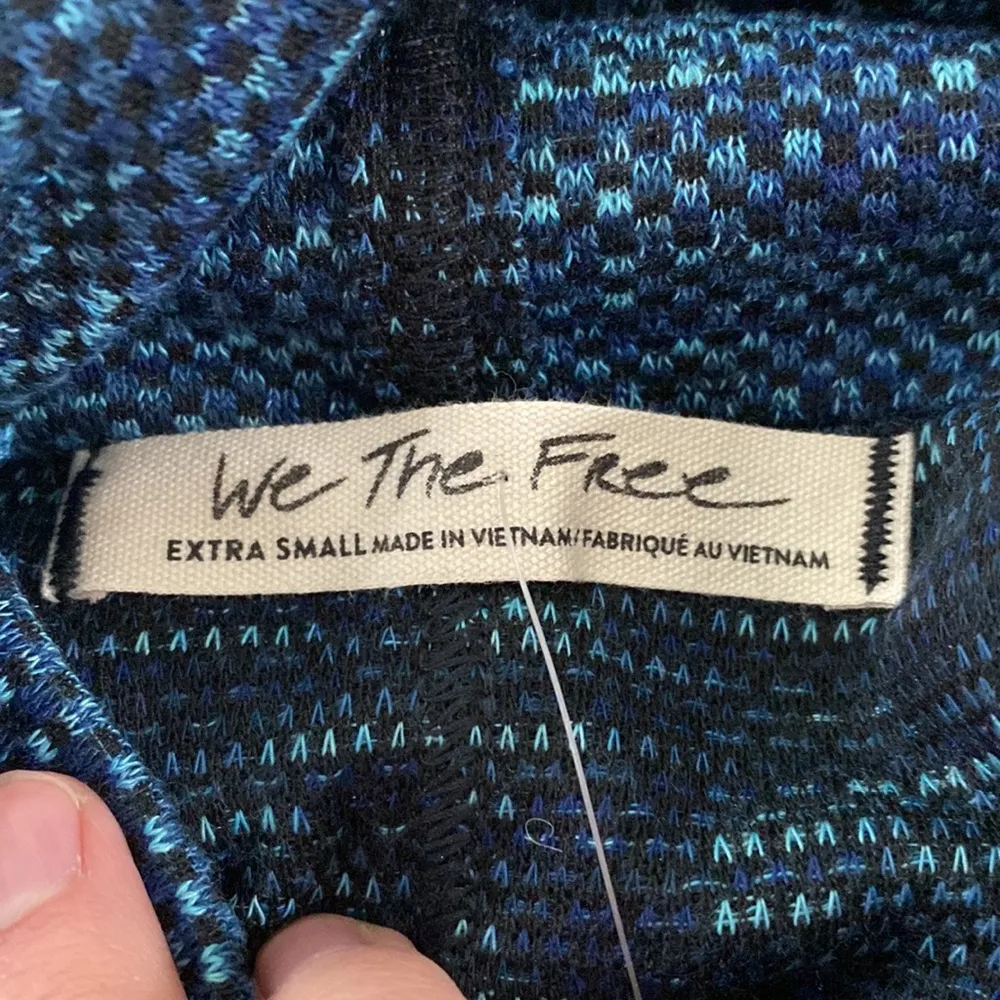 We The Free
EXTRA SMALL MADE IN VIETNAM/FABRIQUÉ AU VIETNAM